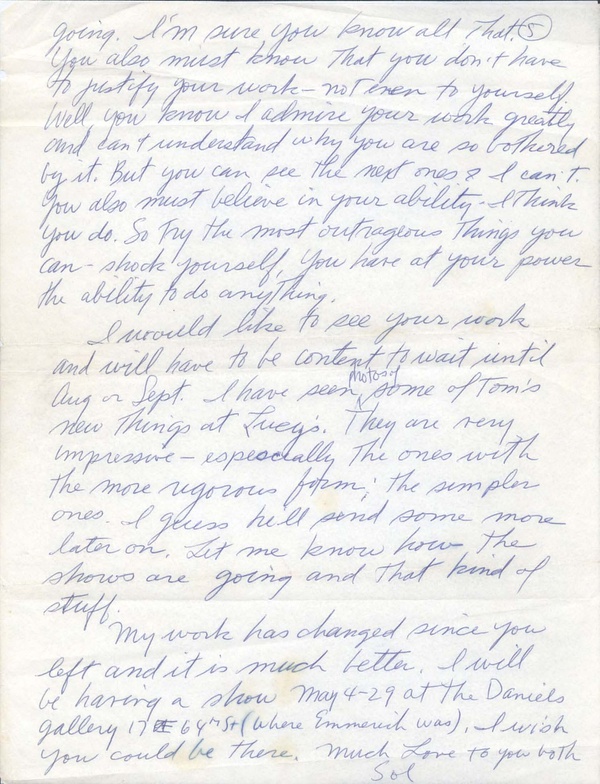 going. I'm sure you know all that. 5
You also must know that you don't have
to justify your work - not even to yourself.
Well you know I admire your work greatly
and can't understand why you are so bothered
by it. But you can see the next ones & I can't.
You also must believe in your ability - I think
you do. So try the most outrageous things you
can - shock yourself. You have at your power
the ability to do anything.
I would like to see your work
and will have to be content to wait until
Aug or Sept. I have seen photos of some of Tom's
new things at Lucy's. They are very
impressive - especially the ones with
the more rigorous form; the simpler
ones. I guess he'll send some more
later on. Let me know how the
shows are going and that kind of
stuff.
My work has changed since you
left and it is much better. I will
be having a show May 4-29 at the Daniels
gallery 17 E 64th St (where Emmerich was). I wish
you could be there. Much Love to you both
Sol